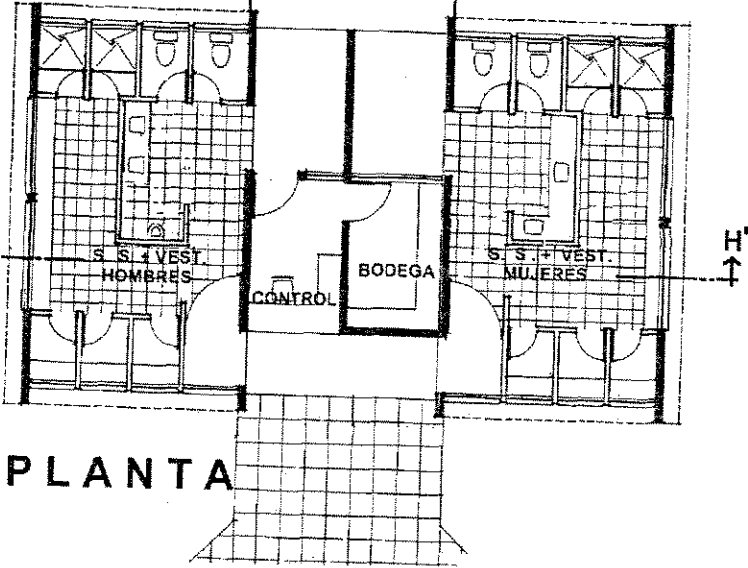 H'
S. S. + VEST.
HOMBRES
CONTROL
BODEGA
S. S. + VEST.
MUJERES
PLANTA